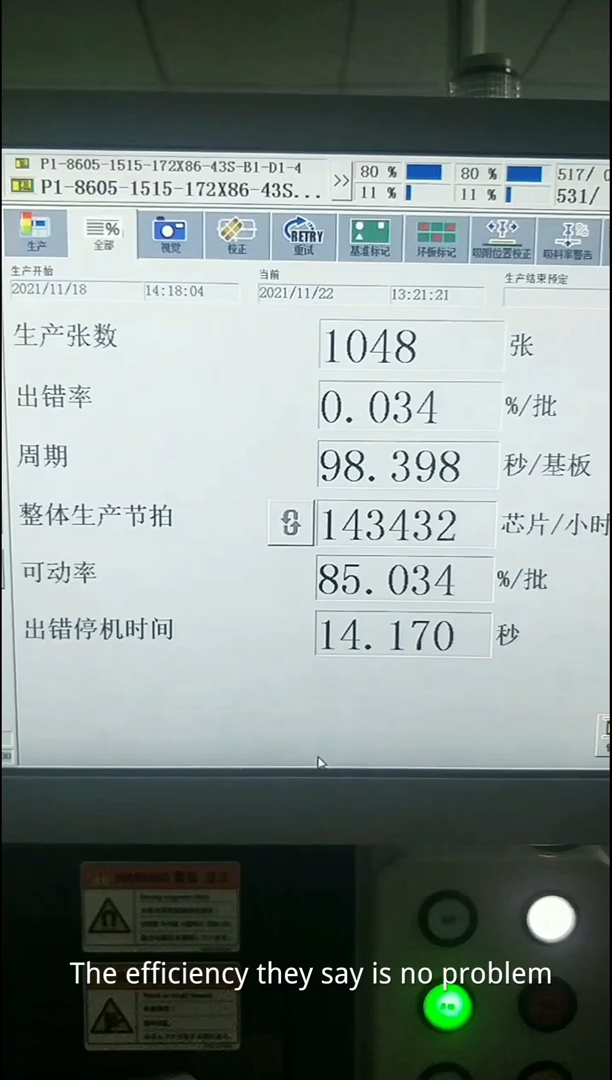 P1-8605-1515-172X86-43S-B1-D1-4
P1-8605-1515-172X86-43S...
>>
80 % 80 % 517/
11 % 11 % 531/
生产 全部 视觉 校正 RETRY 重试 基准标记 坏板标记 吸附位置校正 吸料率警告
生产开始 当前 生产结束预定
2021/11/18 14:18:04 2021/11/22 13:21:21
生产张数 1048 张
出错率 0.034 %/批
周期 98.398 秒/基板
整体生产节拍 143432 芯片/小时
可动率 85.034 %/批
出错停机时间 14.170 秒
WARNING 警告
The efficiency they say is no problem